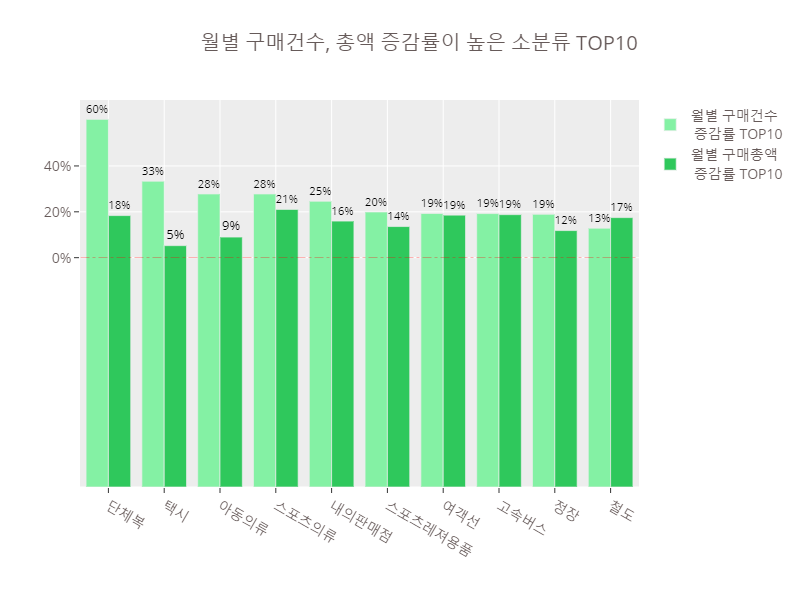 월별 구매건수, 총액 증감률이 높은 소분류 TOP10
월별 구매건수
증감률 TOP10
월별 구매총액
증감률 TOP10
40%
20%
0%
60%
18%
33%
5%
28%
9%
28%
21%
25%
16%
20%
14%
19%
19%
19%
19%
19%
12%
13%
17%
단체복
택시
아동의류
스포츠의류
내의판매점
스포츠레져용품
여객선
고속버스
정장
철도